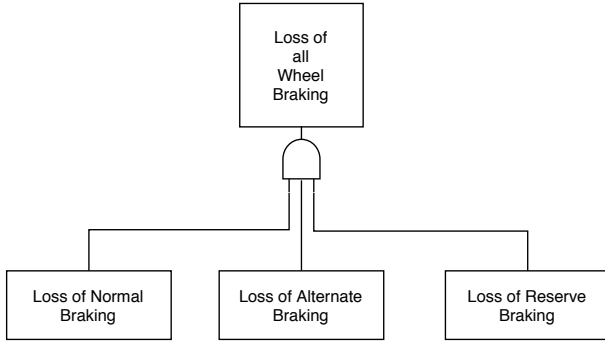 Loss of
all
Wheel
Braking
Loss of Normal
Braking
Loss of Alternate
Braking
Loss of Reserve
Braking